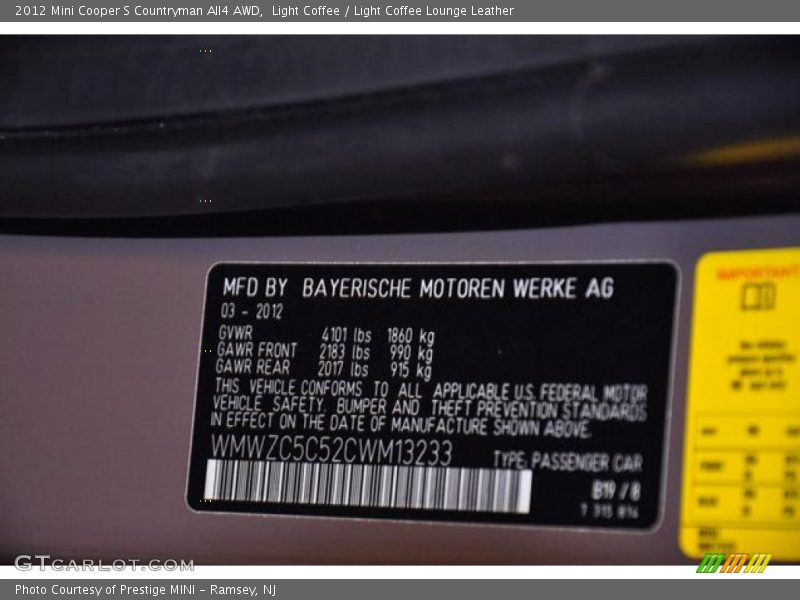 2012 Mini Cooper S Countryman All4 AWD,  Light Coffee / Light Coffee Lounge Leather
MFD BY BAYERISCHE MOTOREN WERKE AG
03 - 2012
GVWR 4101 lbs 1860 kg
GAWR FRONT 2183 lbs 990 kg
GAWR REAR 2017 lbs 915 kg
THIS VEHICLE CONFORMS TO ALL APPLICABLE U.S. FEDERAL MOTOR
VEHICLE SAFETY, BUMPER AND THEFT PREVENTION STANDARDS
IN EFFECT ON THE DATE OF MANUFACTURE SHOWN ABOVE.
WMWZC5C52CWM13233 TYPE: PASSENGER CAR
B19 / 8
IMPORTANT
GTCarLot.com
Photo Courtesy of Prestige MINI - Ramsey, NJ